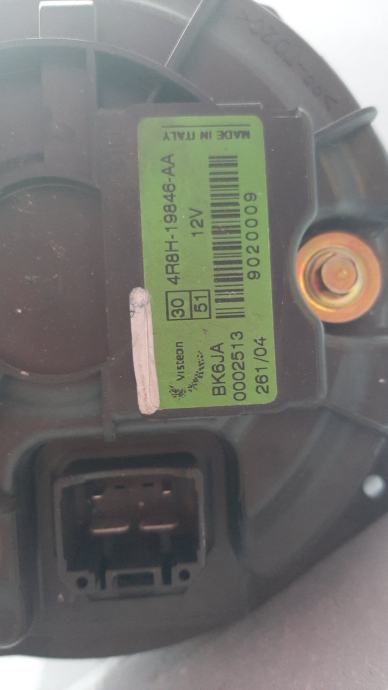 MADE IN ITALY
4R8H-19846-AA
12V
9020009
30
51
Visteon
BK6JA
0002513
261/04